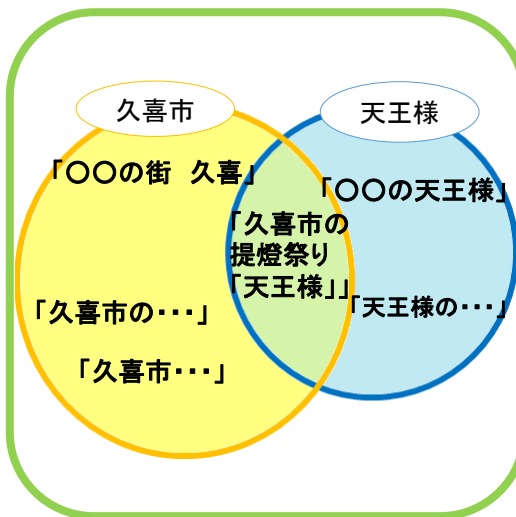 久喜市
天王様
「〇〇の街　久喜」
「〇〇の天王様」
「久喜市の
提燈祭り
「天王様」」
「久喜市の・・・」
「天王様の・・・」
「久喜市・・・」